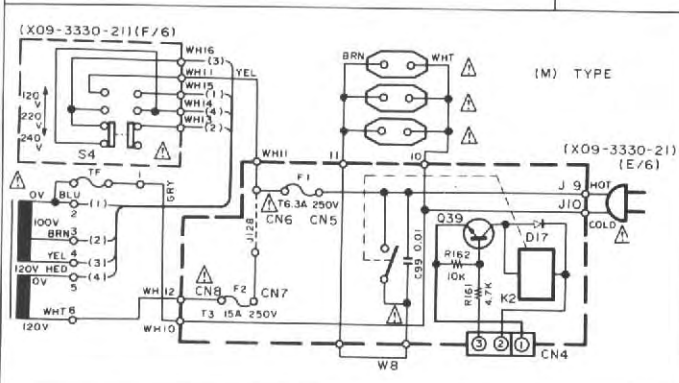 (X09-3330-21)(F/6)
WH16
(3)
WH11 YEL
WH15
(1)
WH14
(4)
WH13
(2)
120
V
220
V
240
V
S4
BRN WHT
(M) TYPE
(X09-3330-21)
(E/6)
TF
1
GRY
0V BLU
2 (1)
100V
BRN 3 (2)
YEL 4 (3)
120V RED
5 (4)
0V
WHT 6
120V
WH11
11
10
F1
T6.3A 250V
CN6 CN5
J128
CN8 F2 CN7
T3 15A 250V
WH12
WH10
C99 0.01
Q39
R162
10K
R161
4.7K
D17
K2
J 9 HOT
J10
COLD
3 2 1
CN4
W8